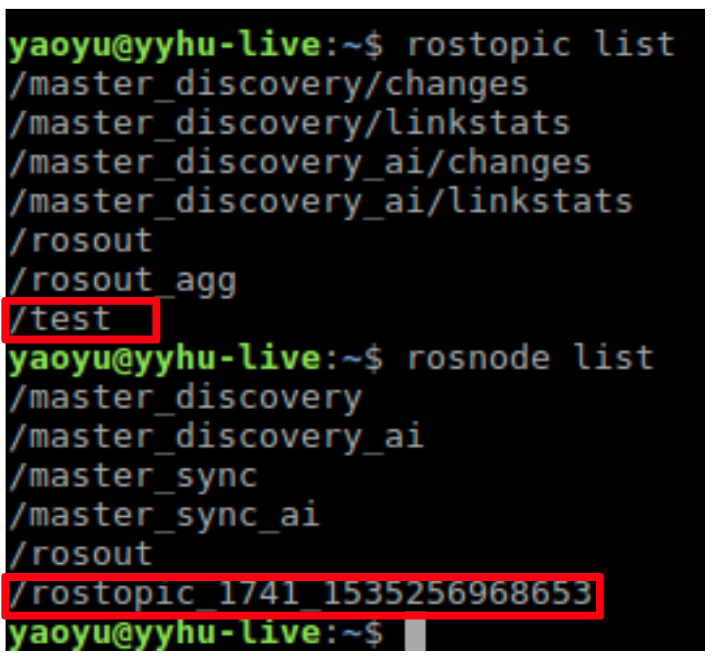 yaoyu@yyhu-live:~$ rostopic list
/master_discovery/changes
/master_discovery/linkstats
/master_discovery_ai/changes
/master_discovery_ai/linkstats
/rosout
/rosout_agg
/test
yaoyu@yyhu-live:~$ rosnode list
/master_discovery
/master_discovery_ai
/master_sync
/master_sync_ai
/rosout
/rostopic_1741_1535256968653
yaoyu@yyhu-live:~$